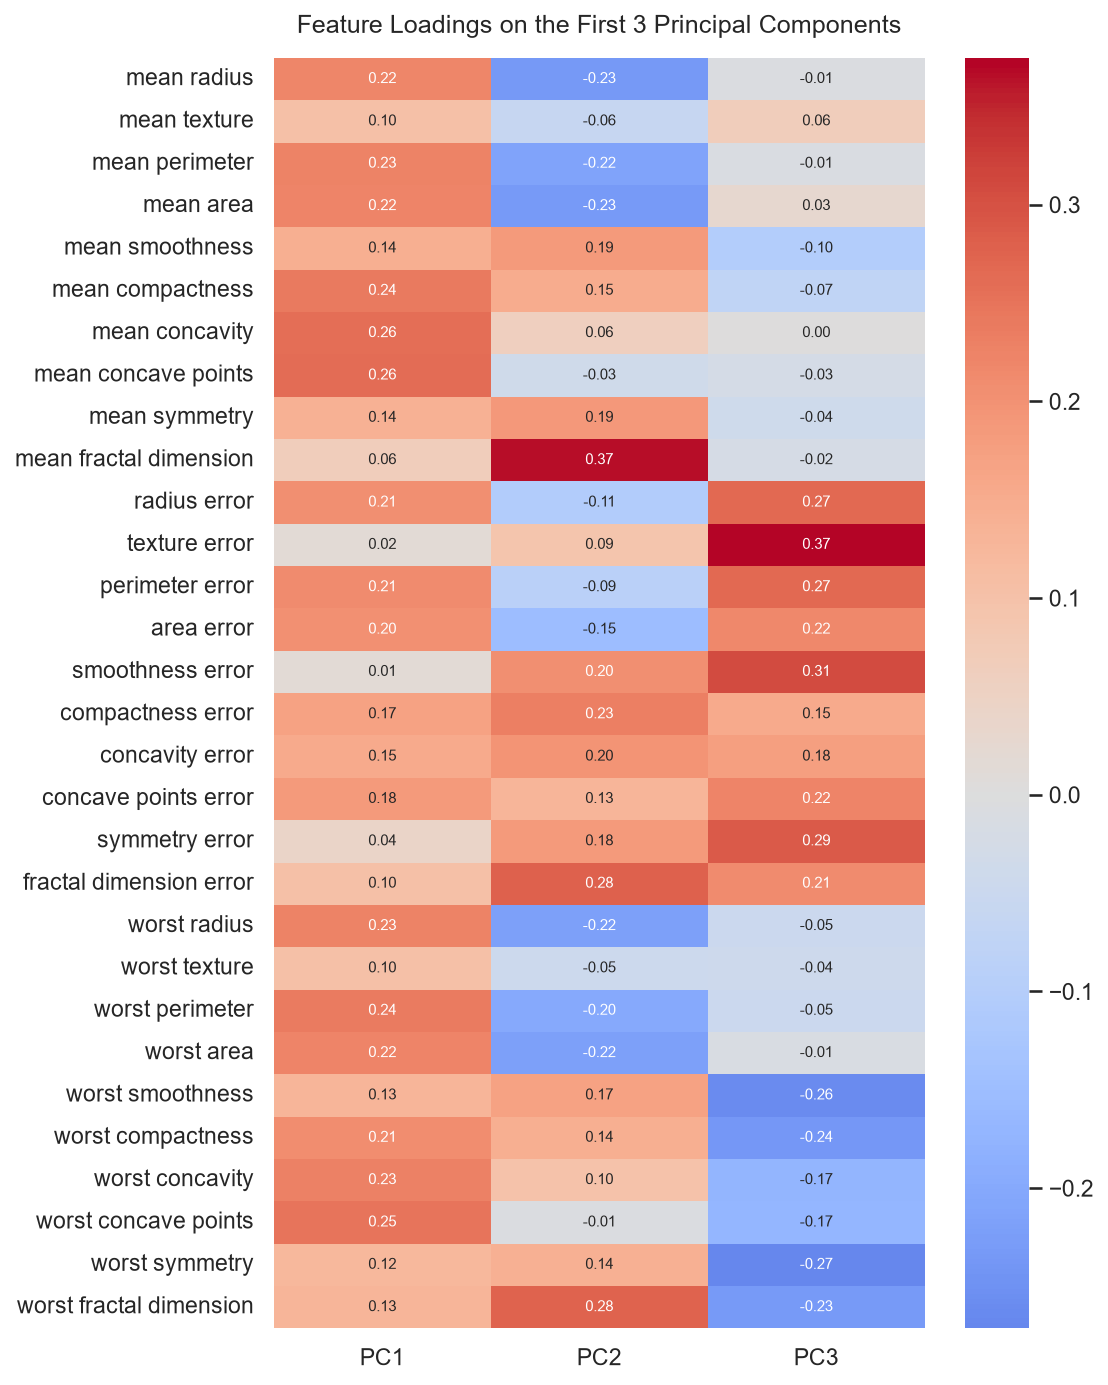 Feature Loadings on the First 3 Principal Components
mean radius 0.22 -0.23 -0.01
mean texture 0.10 -0.06 0.06
mean perimeter 0.23 -0.22 -0.01
mean area 0.22 -0.23 0.03
mean smoothness 0.14 0.19 -0.10
mean compactness 0.24 0.15 -0.07
mean concavity 0.26 0.06 0.00
mean concave points 0.26 -0.03 -0.03
mean symmetry 0.14 0.19 -0.04
mean fractal dimension 0.06 0.37 -0.02
radius error 0.21 -0.11 0.27
texture error 0.02 0.09 0.37
perimeter error 0.21 -0.09 0.27
area error 0.20 -0.15 0.22
smoothness error 0.01 0.20 0.31
compactness error 0.17 0.23 0.15
concavity error 0.15 0.20 0.18
concave points error 0.18 0.13 0.22
symmetry error 0.04 0.18 0.29
fractal dimension error 0.10 0.28 0.21
worst radius 0.23 -0.22 -0.05
worst texture 0.10 -0.05 -0.04
worst perimeter 0.24 -0.20 -0.05
worst area 0.22 -0.22 -0.01
worst smoothness 0.13 0.17 -0.26
worst compactness 0.21 0.14 -0.24
worst concavity 0.23 0.10 -0.17
worst concave points 0.25 -0.01 -0.17
worst symmetry 0.12 0.14 -0.27
worst fractal dimension 0.13 0.28 -0.23
PC1 PC2 PC3
0.3
0.2
0.1
0.0
−0.1
−0.2